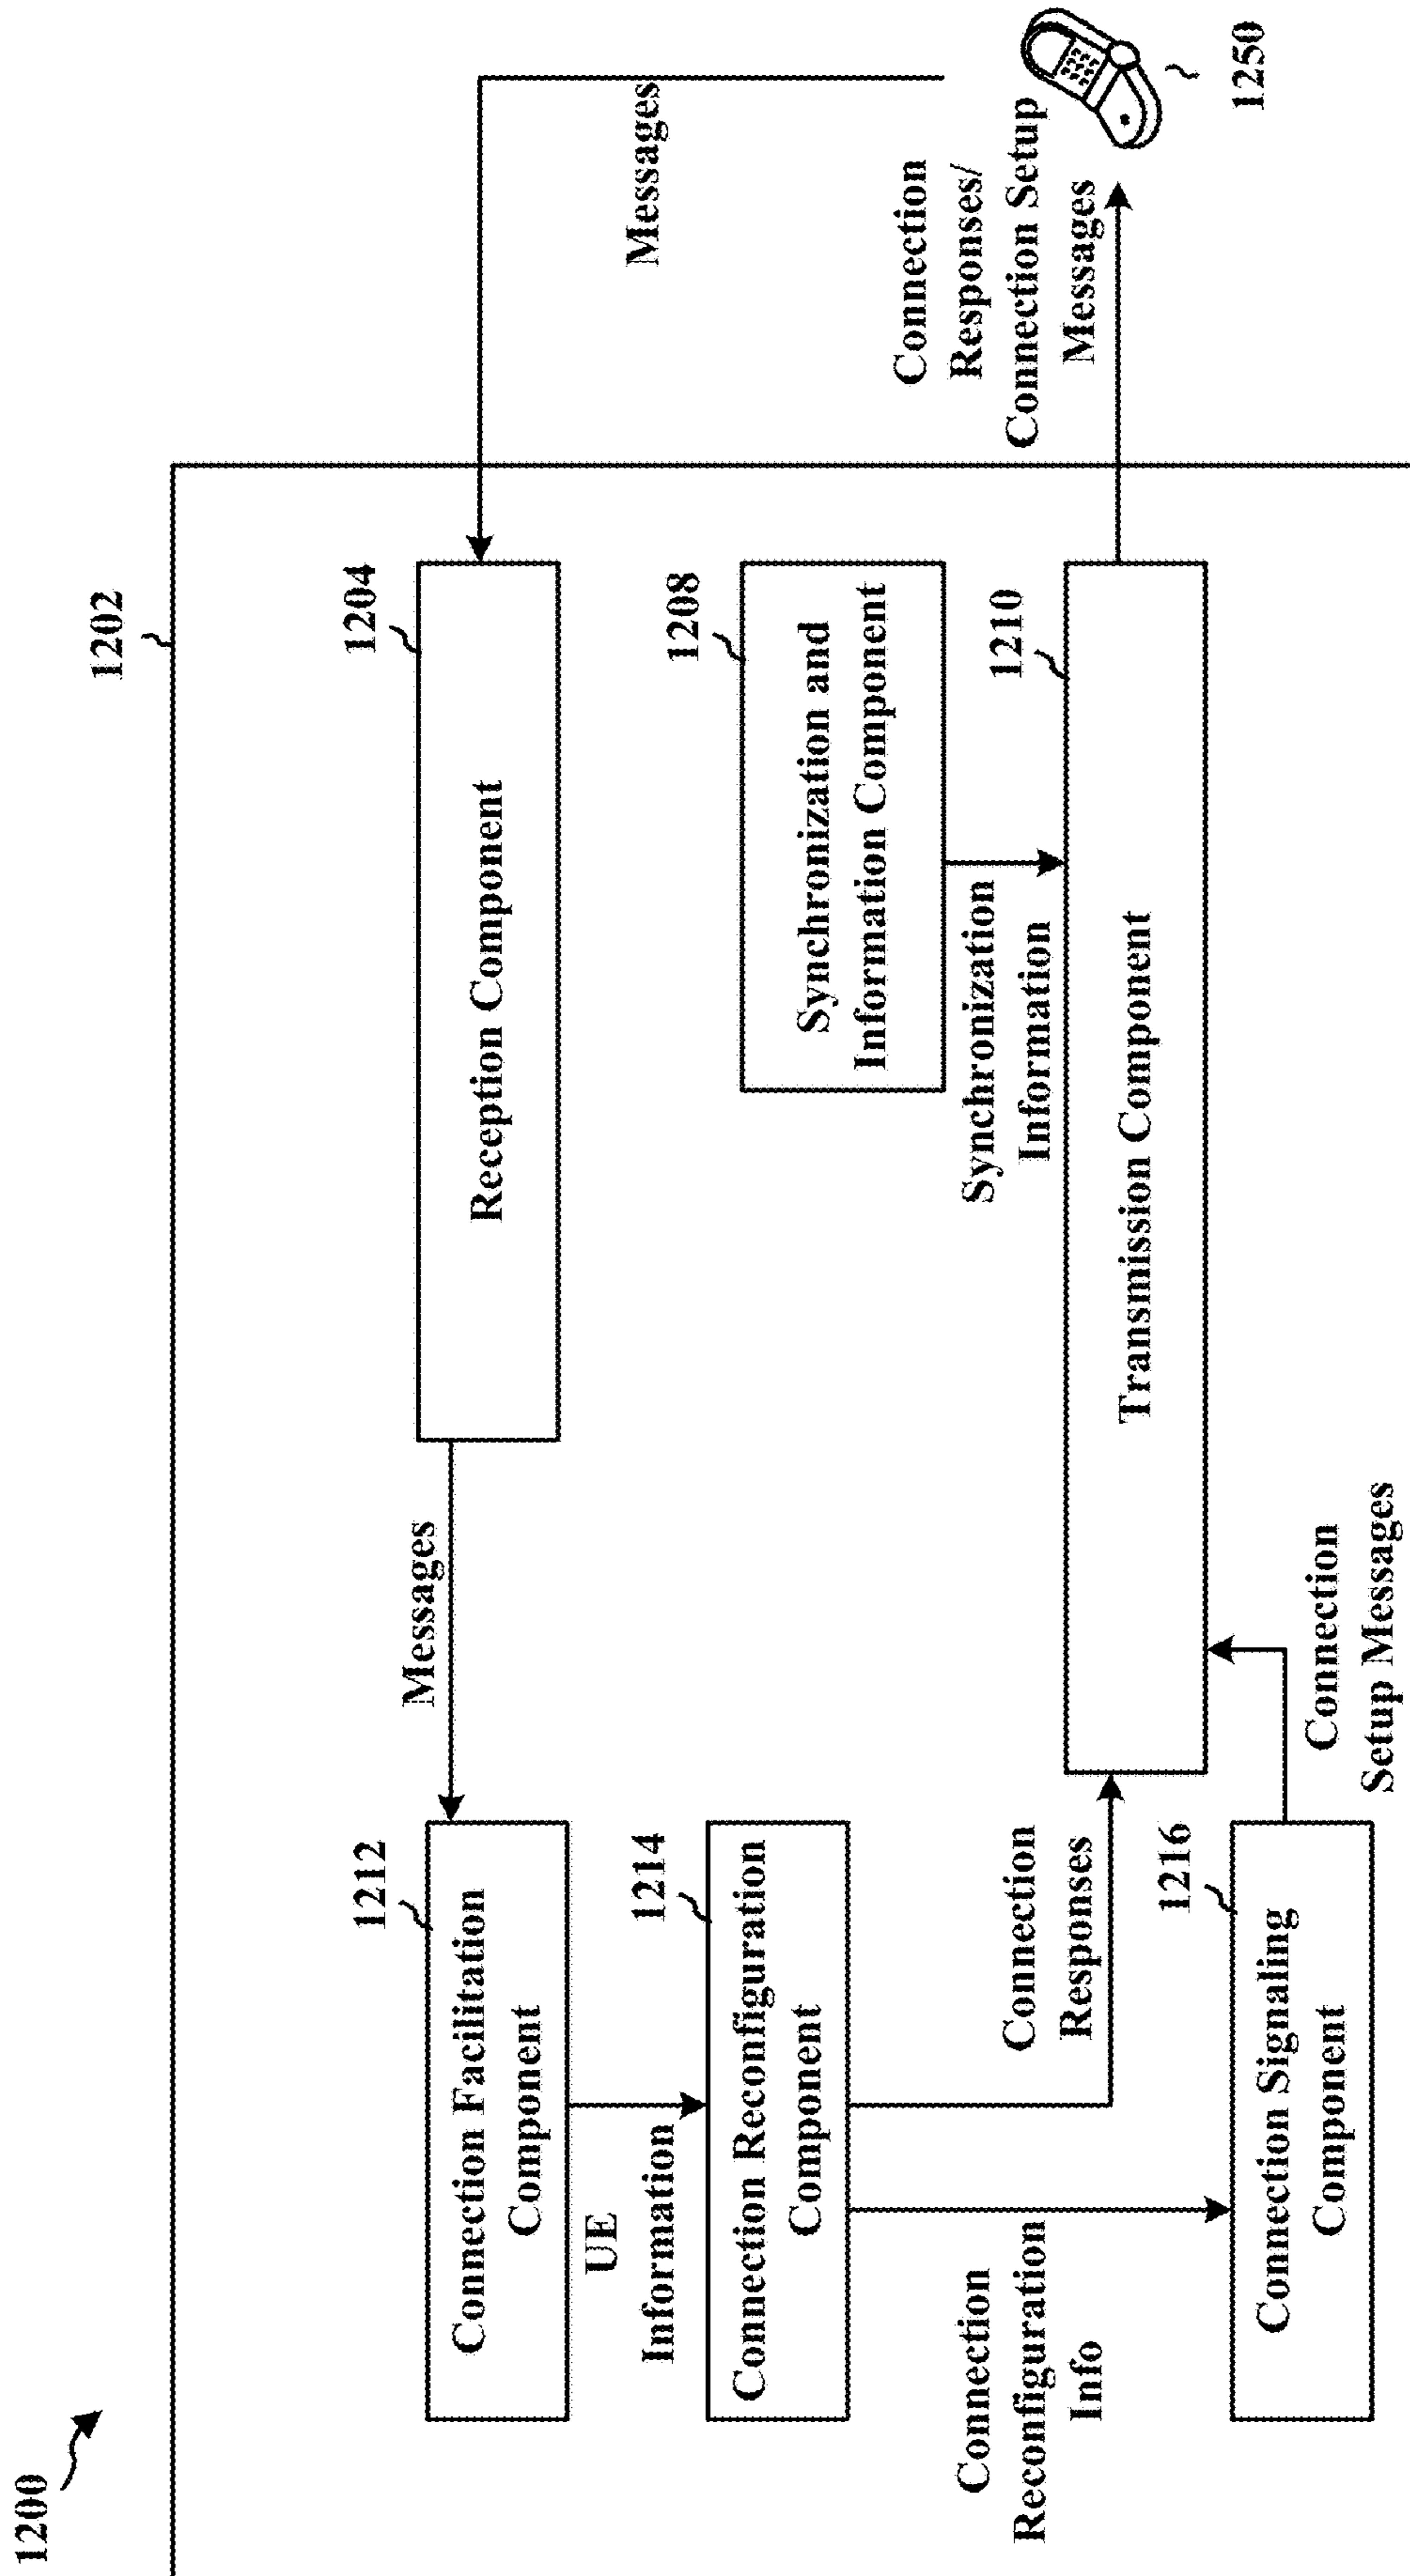 1200
1202
1212
Connection Facilitation
Component
Messages
1204
Reception Component
Messages
UE
Information
1214
Connection Reconfiguration
Component
1208
Synchronization and
Information Component
Synchronization
Information
Connection
Reconfiguration
Info
Connection
Responses
1210
Transmission Component
Connection
Responses/
Connection Setup
Messages
1250
1216
Connection Signaling
Component
Connection
Setup Messages